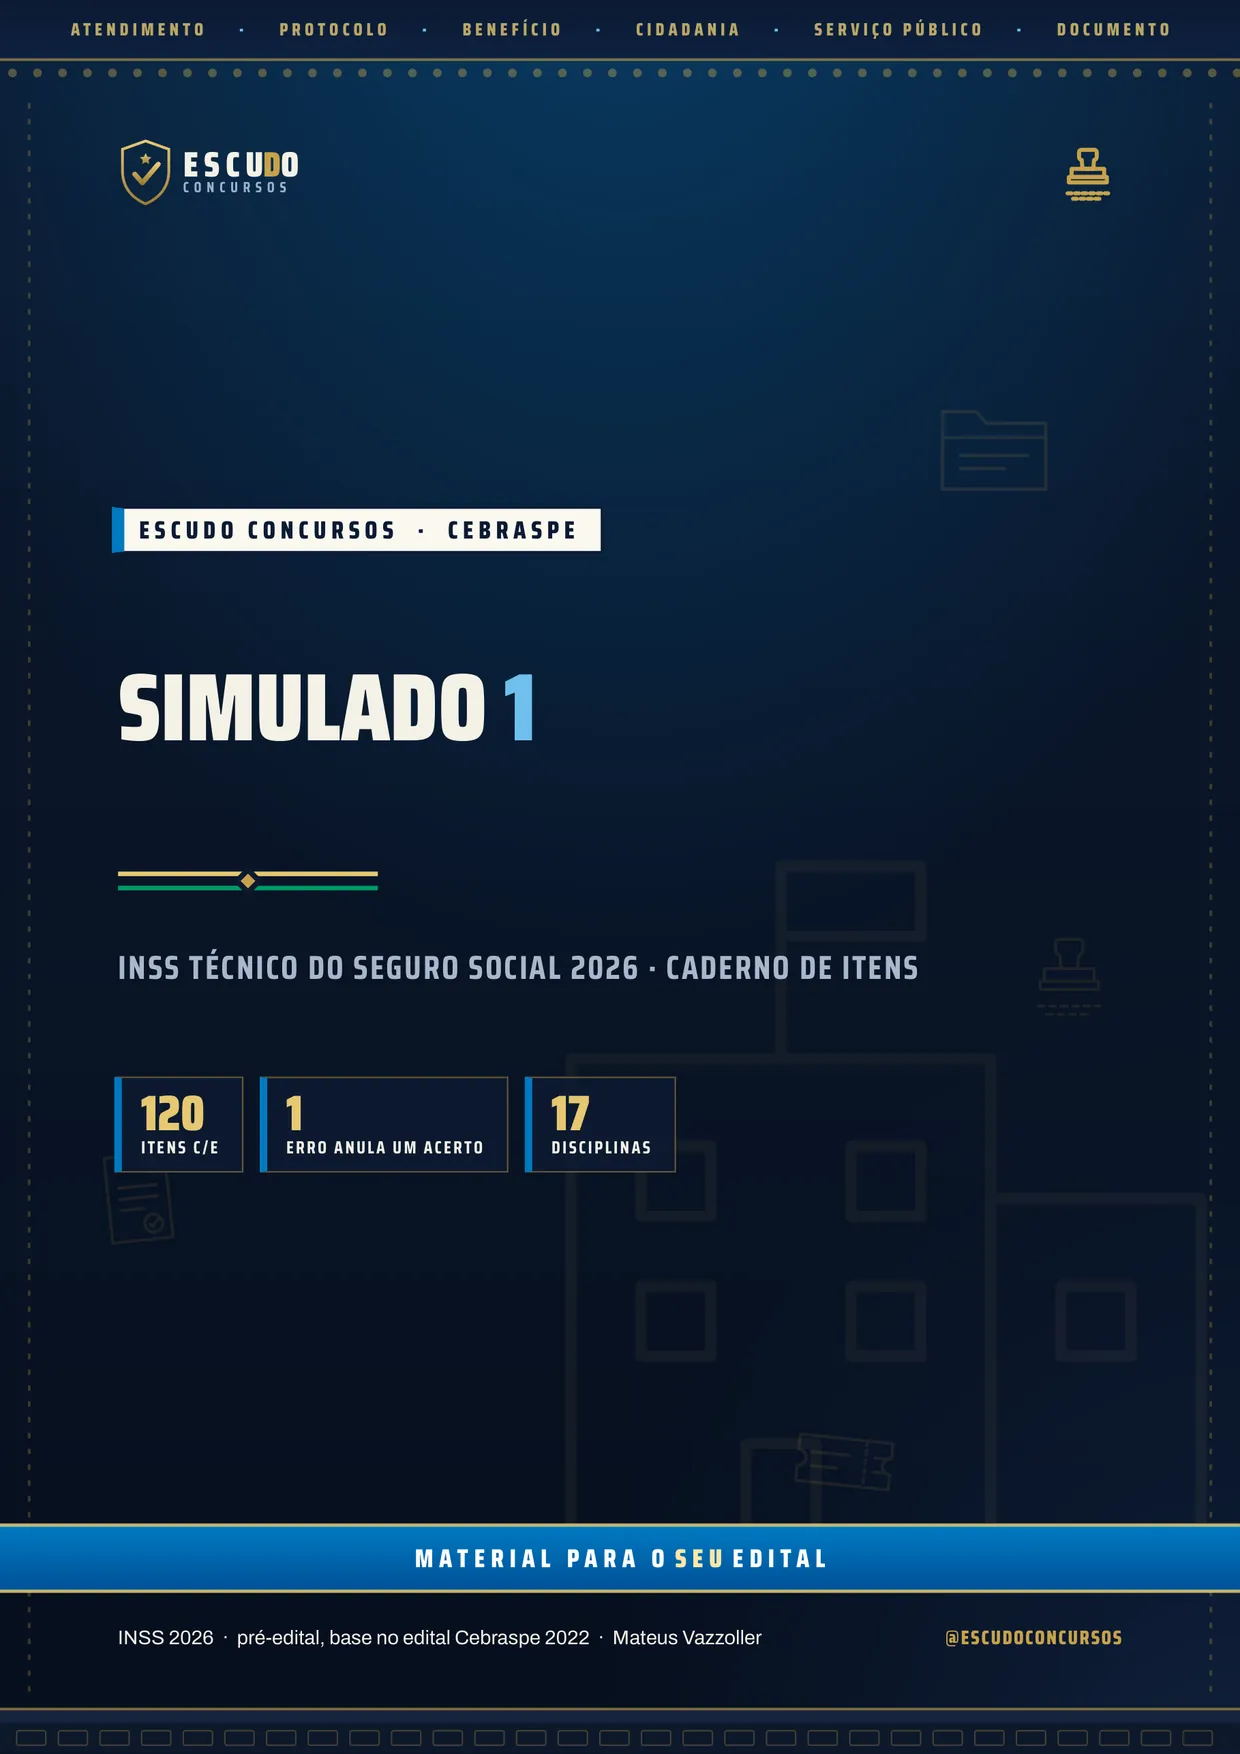 ATENDIMENTO · PROTOCOLO · BENEFÍCIO · CIDADANIA · SERVIÇO PÚBLICO · DOCUMENTO
ESCUDO
CONCURSOS
ESCUDO CONCURSOS · CEBRASPE
SIMULADO 1
INSS TÉCNICO DO SEGURO SOCIAL 2026 · CADERNO DE ITENS
120
ITENS C/E
1
ERRO ANULA UM ACERTO
17
DISCIPLINAS
MATERIAL PARA O SEU EDITAL
INSS 2026 · pré-edital, base no edital Cebraspe 2022 · Mateus Vazzoller
@ESCUDOCONCURSOS